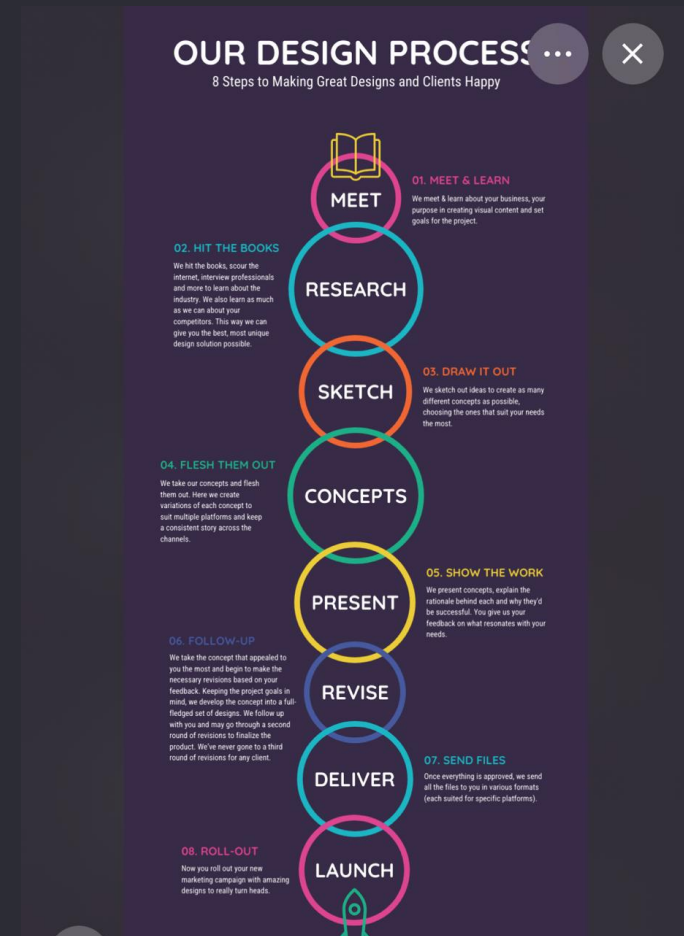 OUR DESIGN PROCESS
8 Steps to Making Great Designs and Clients Happy
MEET
01. MEET & LEARN
We meet & learn about your business, your
purpose in creating visual content and set
goals for the project.
02. HIT THE BOOKS
We hit the books, scour the
internet, interview professionals
and more to learn about the
industry. We also learn as much
as we can about your
competitors. This way we can
give you the best, most unique
design solution possible.
RESEARCH
SKETCH
03. DRAW IT OUT
We sketch out ideas to create as many
different concepts as possible,
choosing the ones that suit your needs
the most.
04. FLESH THEM OUT
We take our concepts and flesh
them out. Here we create
variations of each concept to
suit multiple platforms and keep
a consistent story across the
channels.
CONCEPTS
PRESENT
05. SHOW THE WORK
We present concepts, explain the
rationale behind each and why they'd
be successful. You give us your
feedback on what resonates with your
needs.
06. FOLLOW-UP
We take the concept that appealed to
you the most and begin to make the
necessary revisions based on your
feedback. Keeping the project goals in
mind, we develop the concept into a full-
fledged set of designs. We follow up
with you and may go through a second
round of revisions to finalize the
product. We've never gone to a third
round of revisions for any client.
REVISE
DELIVER
07. SEND FILES
Once everything is approved, we send
all the files to you in various formats
(each suited for specific platforms).
08. ROLL-OUT
Now you roll out your new
marketing campaign with amazing
designs to really turn heads.
LAUNCH